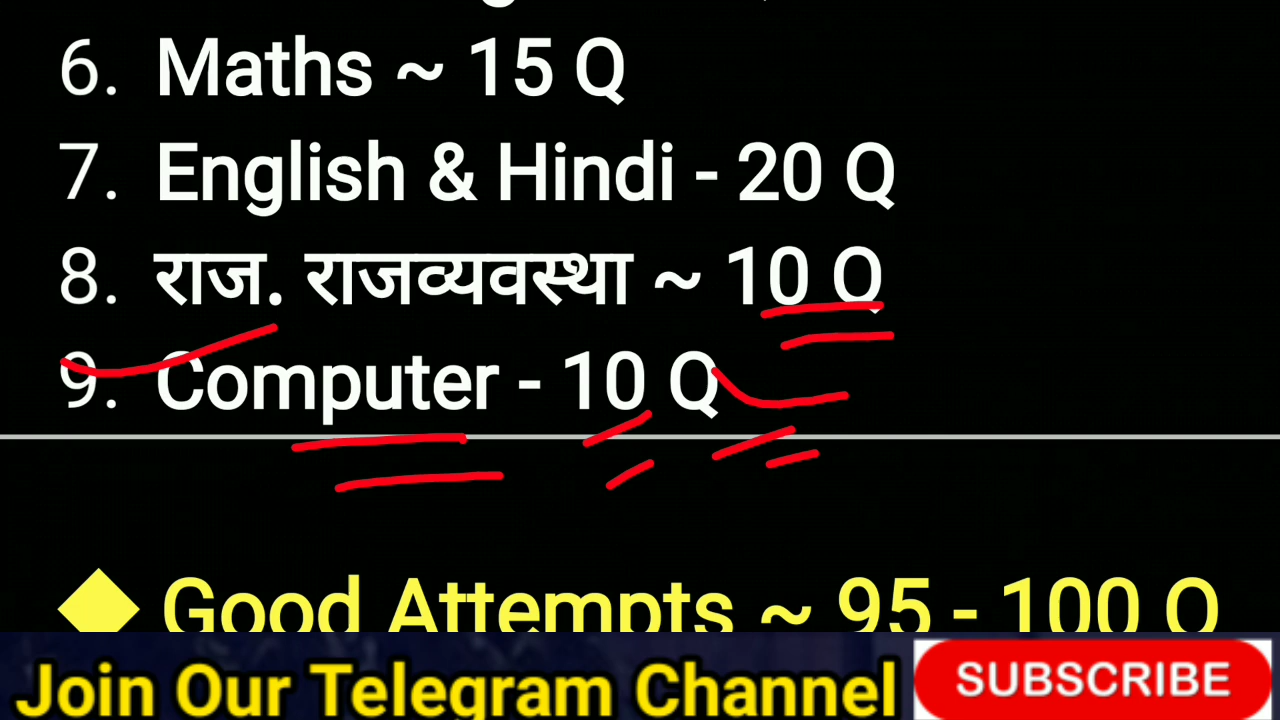 6. Maths ~ 15 Q
7. English & Hindi - 20 Q
8. राज. राजव्यवस्था ~ 10 Q
9. Computer - 10 Q
Good Attempts ~ 95 - 100 Q
Join Our Telegram Channel
SUBSCRIBE